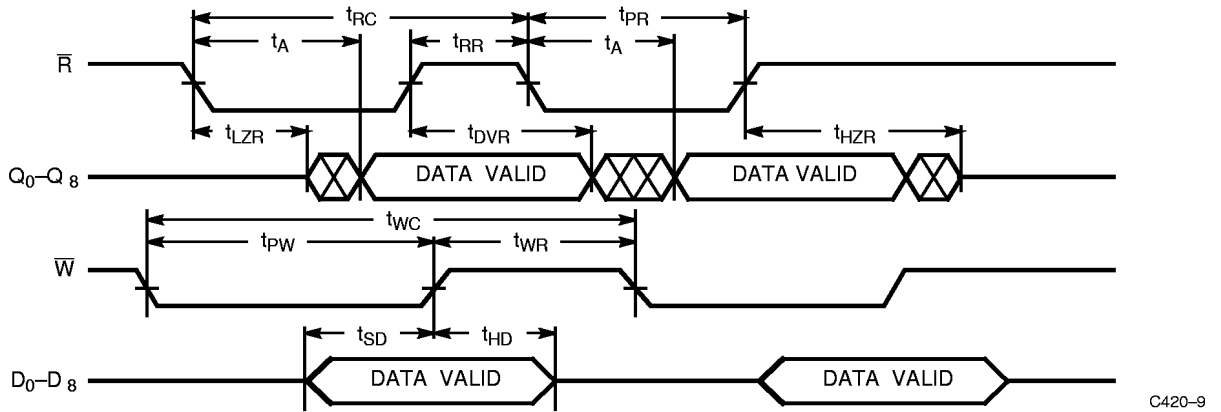 tRC tPR
tA tRR tA
R̅
tLZR tDVR tHZR
Q0–Q8 DATA VALID DATA VALID
tWC
tPW tWR
W̅
tSD tHD
D0–D8 DATA VALID DATA VALID
C420–9